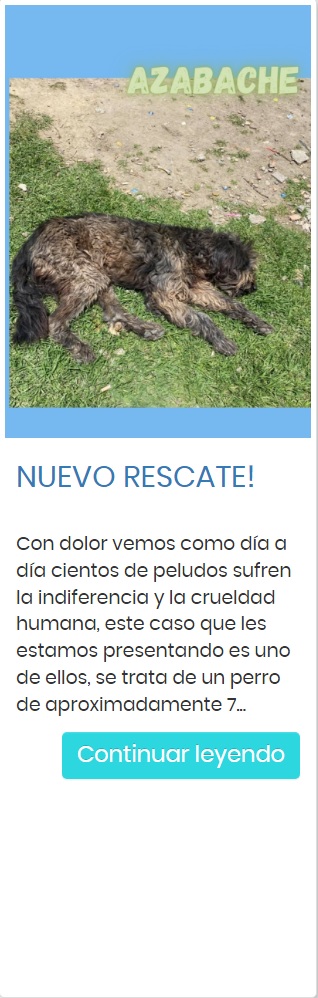 AZABACHE
NUEVO RESCATE!
Con dolor vemos como día a
día cientos de peludos sufren
la indiferencia y la crueldad
humana, este caso que les
estamos presentando es uno
de ellos, se trata de un perro
de aproximadamente 7...
Continuar leyendo